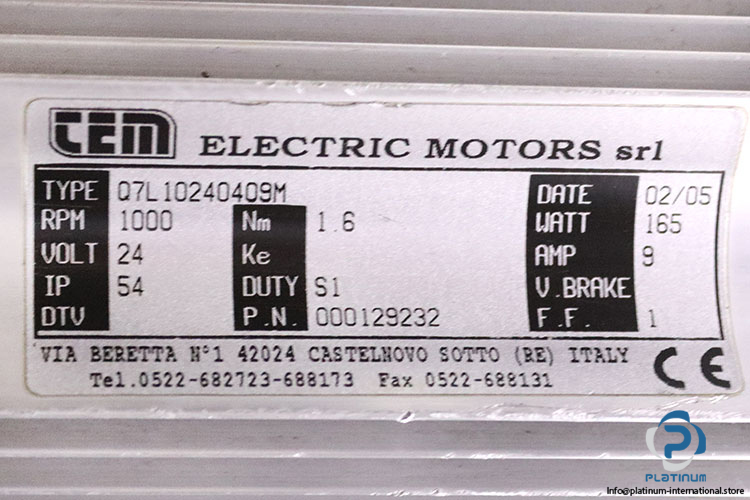 tem ELECTRIC MOTORS srl
TYPE Q7L10240409M DATE 02/05
RPM 1000 Nm 1.6 WATT 165
VOLT 24 Ke AMP 9
IP 54 DUTY S1 V.BRAKE
DTV P.N. 000129232 F.F. 1
VIA BERETTA N°1 42024 CASTELNOVO SOTTO (RE) ITALY
Tel.0522-682723-688173 Fax 0522-688131
CE
PLATINUM
Info@platinum-international.store